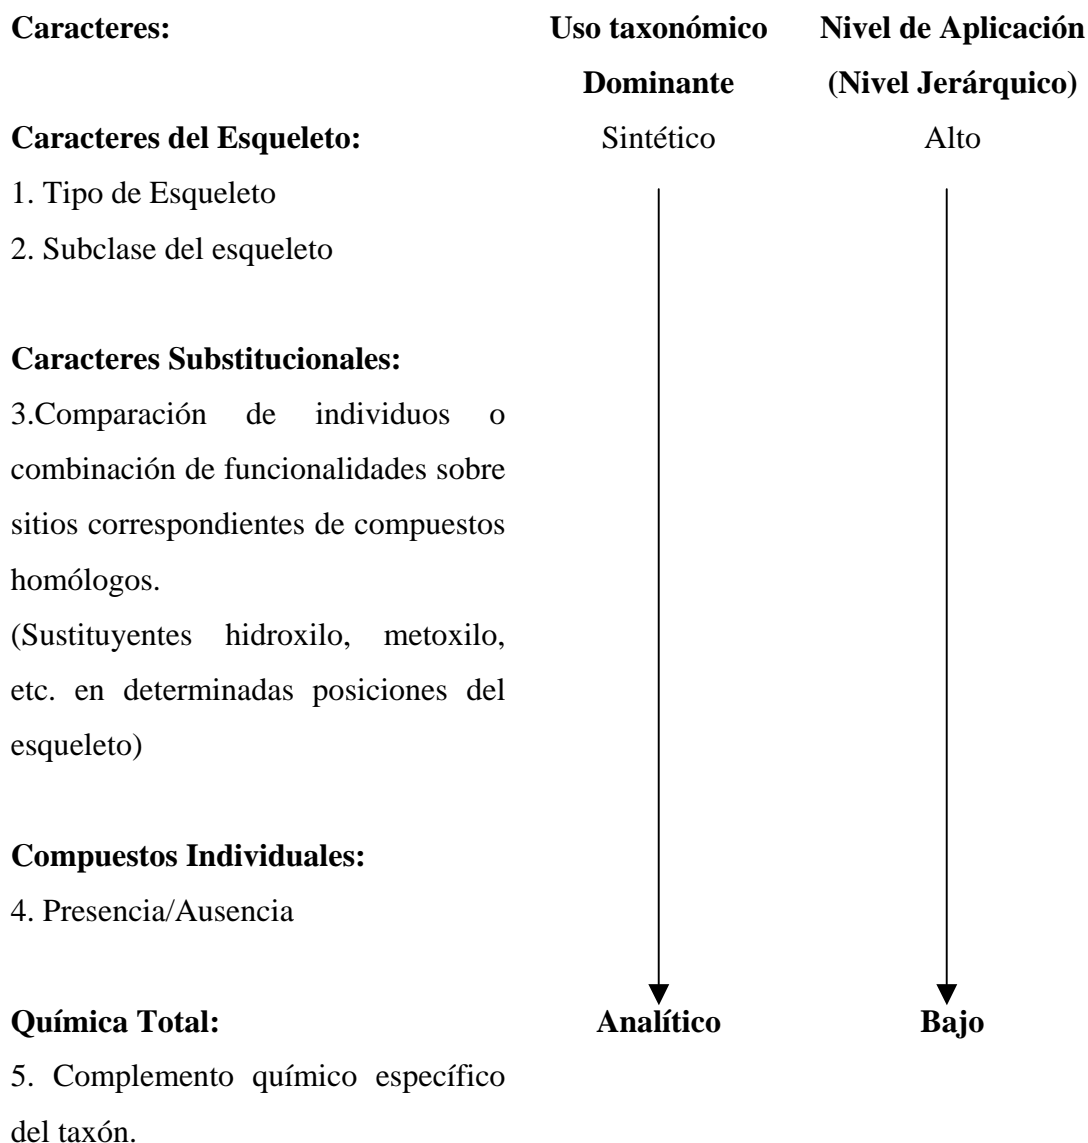 Caracteres: Uso taxonómico Nivel de Aplicación
Dominante (Nivel Jerárquico)
Caracteres del Esqueleto: Sintético Alto
1. Tipo de Esqueleto
2. Subclase del esqueleto
Caracteres Substitucionales:
3.Comparación de individuos o
combinación de funcionalidades sobre
sitios correspondientes de compuestos
homólogos.
(Sustituyentes hidroxilo, metoxilo,
etc. en determinadas posiciones del
esqueleto)
Compuestos Individuales:
4. Presencia/Ausencia
Química Total: Analítico Bajo
5. Complemento químico específico
del taxón.